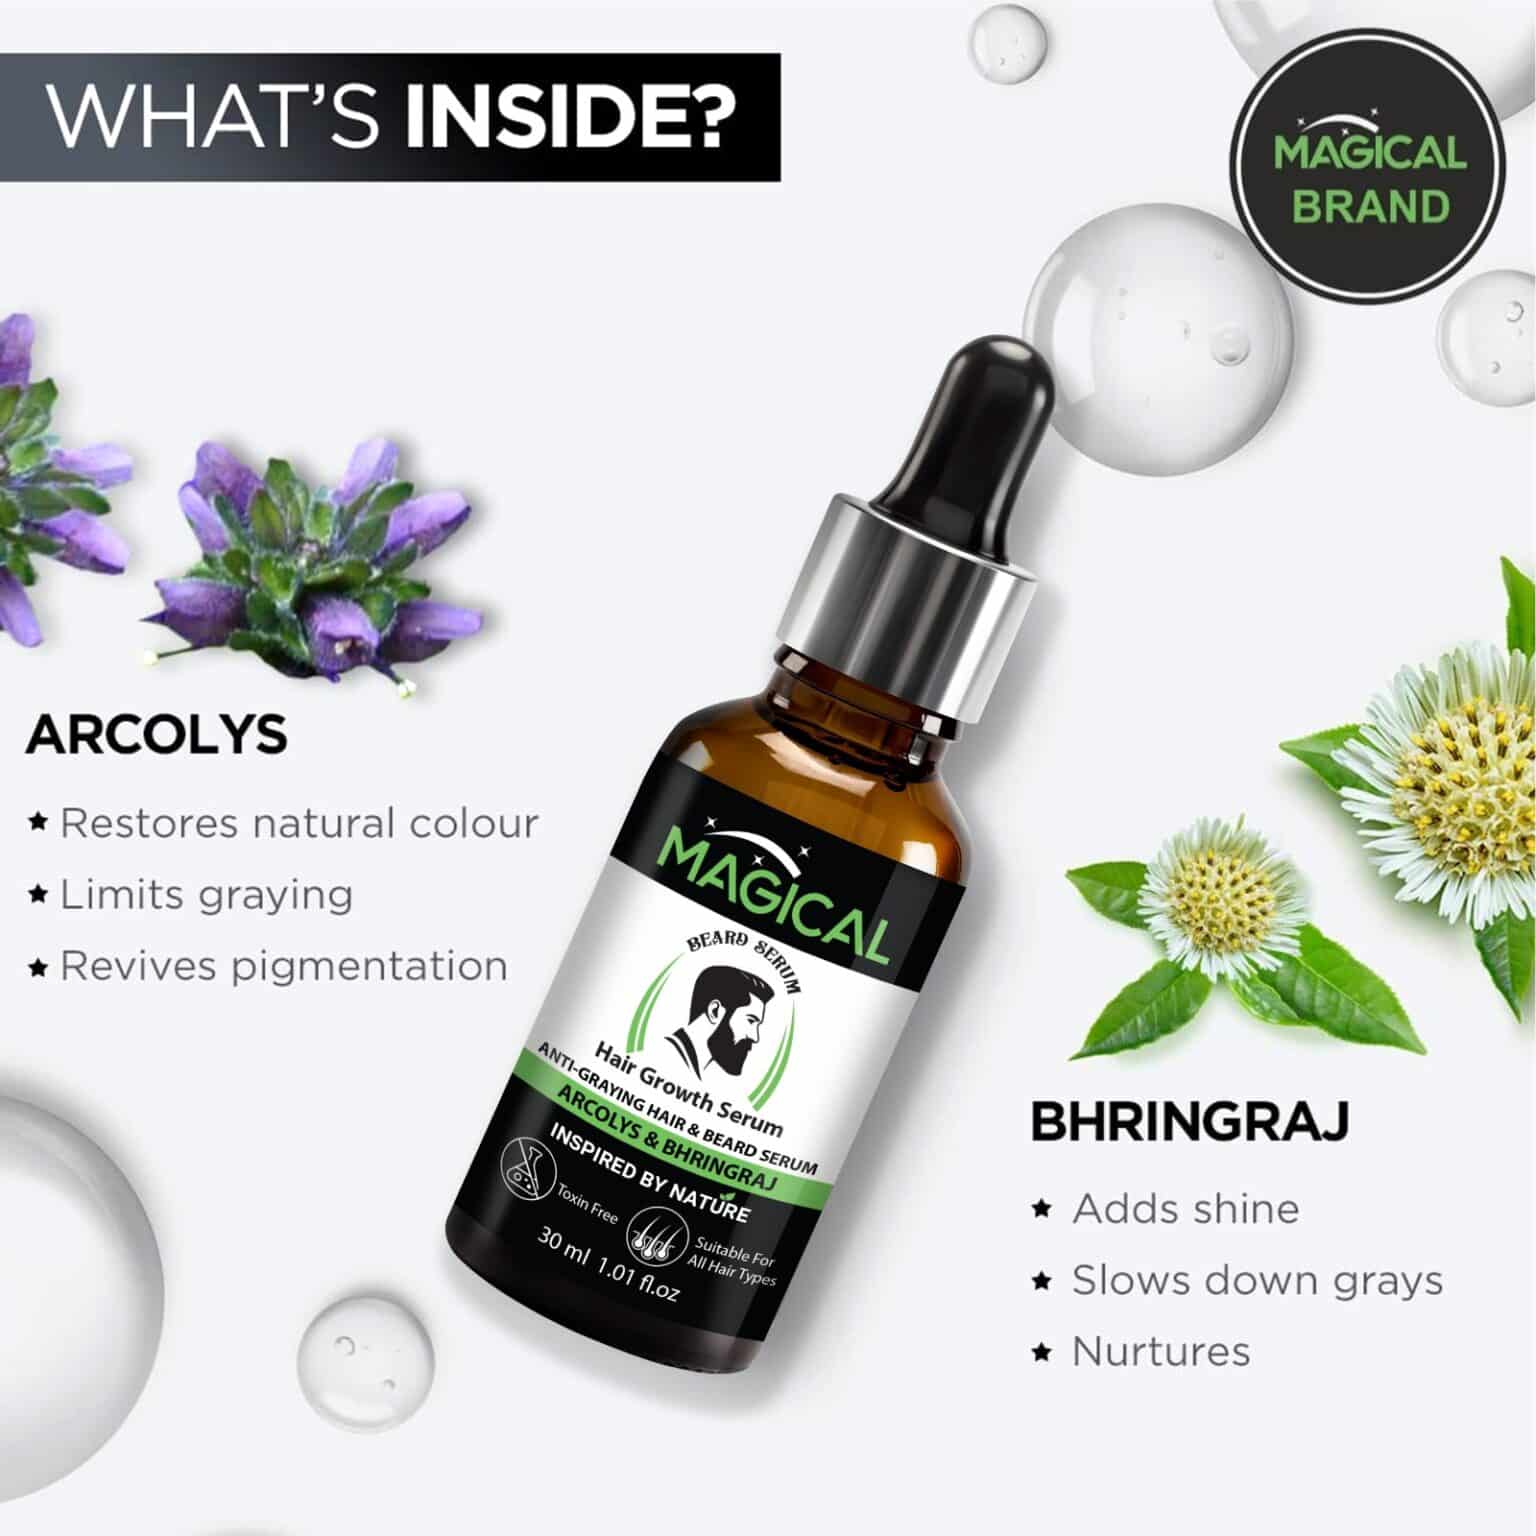 WHAT'S INSIDE?
MAGICAL
BRAND
ARCOLYS
Restores natural colour
Limits graying
Revives pigmentation
MAGICAL
BEARD SERUM
Hair Growth Serum
ANTI-GRAYING HAIR & BEARD SERUM
ARCOLYS & BHRINGRAJ
INSPIRED BY NATURE
Toxin Free
Suitable For
All Hair Types
30 ml 1.01 fl.oz
BHRINGRAJ
Adds shine
Slows down grays
Nurtures